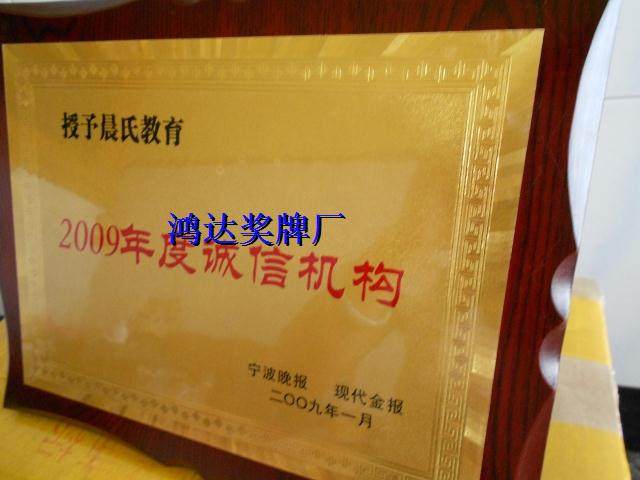 授予晨氏教育
鸿达奖牌厂
2009年度诚信机构
宁波晚报 现代金报
二〇〇九年一月